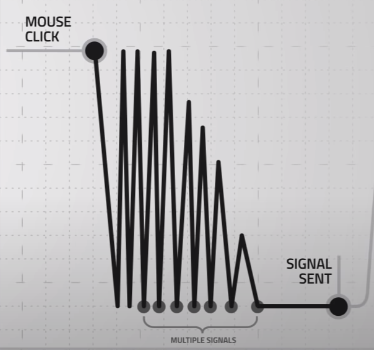 MOUSE
CLICK
SIGNAL
SENT
MULTIPLE SIGNALS